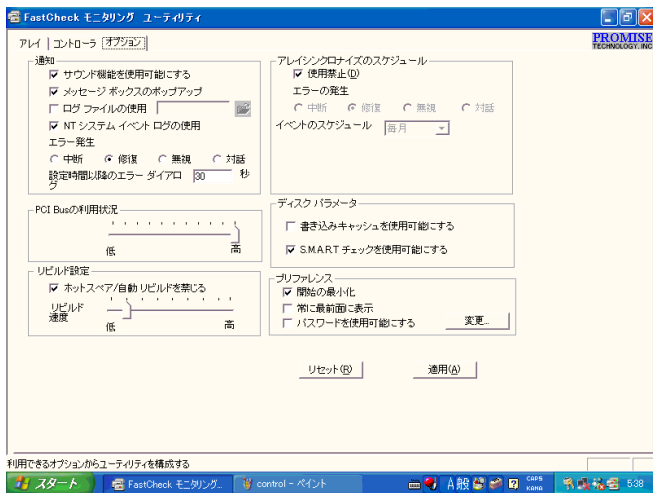 FastCheck モニタリング ユーティリティ
アレイ コントローラ オプション
PROMISE
TECHNOLOGY, INC
通知
サウンド機能を使用可能にする
メッセージ ボックスのポップアップ
ログ ファイルの使用
NT システム イベント ログの使用
エラー発生
中断 修復 無視 対話
設定時間以降のエラー ダイアロ
グ
30 秒
アレイシンクロナイズのスケジュール
使用禁止(D)
エラーの発生
中断 修復 無視 対話
イベントのスケジュール 毎月
PCI Busの利用状況
低 高
ディスク パラメータ
書き込みキャッシュを使用可能にする
S.M.A.R.T チェックを使用可能にする
リビルド設定
ホットスペア/自動リビルドを禁じる
リビルド
速度
低 高
プリファレンス
開始の最小化
常に最前面に表示
パスワードを使用可能にする
変更...
リセット(R) 適用(A)
利用できるオプションからユーティリティを構成する
スタート FastCheck モニタリング... control - ペイント A 般 CAPS KANA 5:38